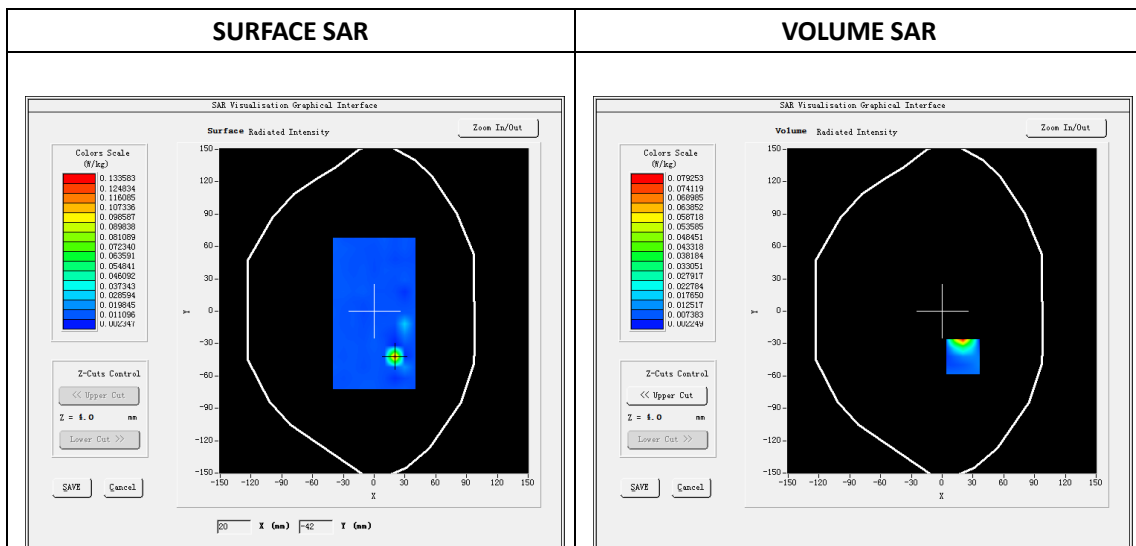 SURFACE SAR
VOLUME SAR
SAR Visualisation Graphical Interface
Surface Radiated Intensity
Zoom In/Out
Colors Scale
(W/kg)
0.133583
0.124834
0.116085
0.107336
0.098587
0.089838
0.081089
0.072340
0.063591
0.054841
0.046092
0.037343
0.028594
0.019845
0.011096
0.002347
Z-Cuts Control
<< Upper Cut
Z = 4.0 mm
Lower Cut >>
SAVE Cancel
150
120
90
60
30
0
-30
-60
-90
-120
-150
Y
-150 -120 -90 -60 -30 0 30 60 90 120 150
X
20 X (mm) -42 Y (mm)
SAR Visualisation Graphical Interface
Volume Radiated Intensity
Zoom In/Out
Colors Scale
(W/kg)
0.079253
0.074119
0.068985
0.063852
0.058718
0.053585
0.048451
0.043318
0.038184
0.033051
0.027917
0.022784
0.017650
0.012517
0.007383
0.002249
Z-Cuts Control
<< Upper Cut
Z = 4.0 mm
Lower Cut >>
SAVE Cancel
150
120
90
60
30
0
-30
-60
-90
-120
-150
Y
-150 -120 -90 -60 -30 0 30 60 90 120 150
X